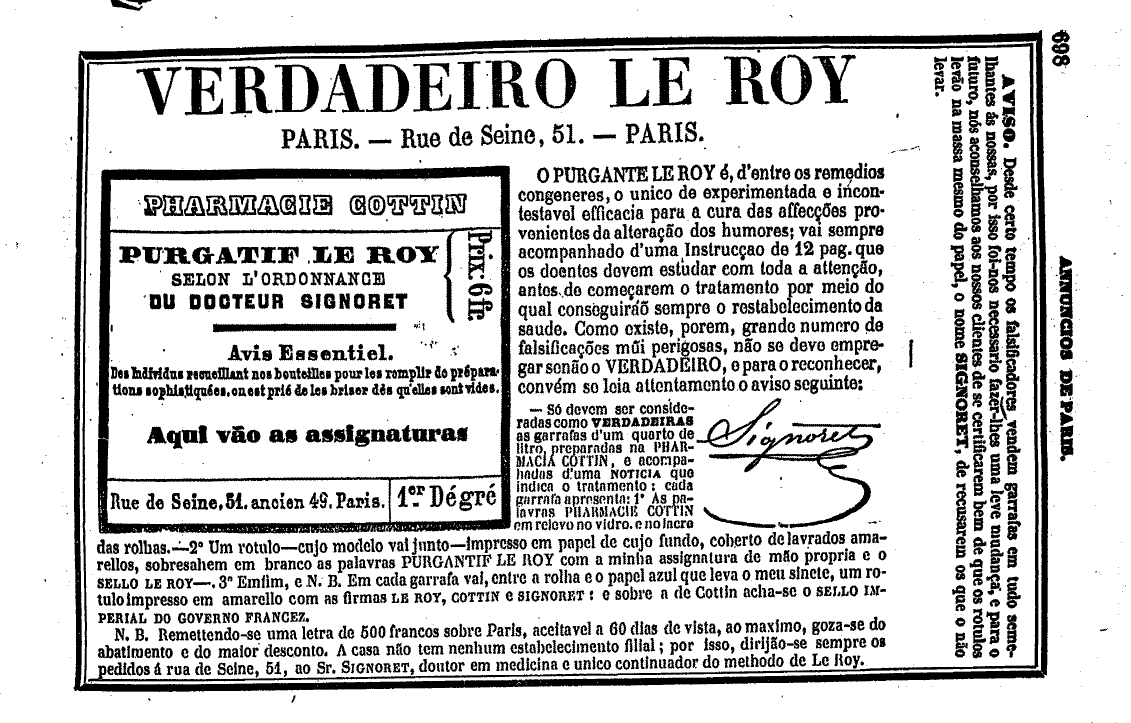 698
ANNUNCIOS DE PARIS.
VERDADEIRO LE ROY
PARIS. — Rue de Seine, 51. — PARIS.
PHARMACIE COTTIN
PURGATIF LE ROY
SELON L'ORDONNANCE
DU DOCTEUR SIGNORET
Prix: 6 fr.
Avis Essentiel.
Des individus recueillant nos bouteilles pour les remplir de prépara-
tions sophistiquées, on est prié de les briser dés qu'elles sont vides.
Aqui vão as assignaturas
Rue de Seine, 51. ancien 49. Paris.
1er Dégré
O PURGANTE LE ROY é, d'entre os remedios
congeneres, o unico de experimentada e incon-
testavel efficacia para a cura das affecções pro-
venientes da alteração dos humores; vai sempre
acompanhado d'uma Instrucçao de 12 pag. que
os doentes devem estudar com toda a attenção,
antes de começarem o tratamento por meio do
qual conseguiráõ sempre o restabelecimento da
saude. Como existe, porem, grande numero de
falsificações mũi perigosas, não se deve empre-
gar senão o VERDADEIRO, e para o reconhecer,
convém se leia attentamento o aviso seguinte:
— Só devem ser conside-
radas como VERDADEIRAS
as garrafas d'um quarto de
litro, preparadas na PHAR-
MACIA COTTIN, e acompa-
nhadas d'uma NOTICIA que
indica o tratamento: cada
garrafa apresenta: 1º As pa-
lavras PHARMACIE COTTIN
em relevo no vidro, e no lacre
Signoret
das rolhas.—2º Um rotulo—cujo modelo vai junto—impresso em papel de cujo fundo, coberto de lavrados ama-
rellos, sobresahem em branco as palavras PURGANTIF LE ROY com a minha assignatura de mão propria e o
SELLO LE ROY—. 3º Emfim, e N. B. Em cada garrafa vai, entre a rolha e o papel azul que leva o meu sinete, um ro-
tulo impresso em amarello com as firmas LE ROY, COTTIN E SIGNORET: e sobre a de Cottin acha-se o SELLO IM-
PERIAL DO GOVERNO FRANCEZ.
N. B. Remettendo-se uma letra de 500 francos sobre Paris, aceitavel a 60 dias de vista, ao maximo, goza-se do
abatimento e do maior desconto. A casa não tem nenhum estabelecimento filial; por isso, dirijão-se sempre os
pedidos á rua de Seine, 51, ao Sr. SIGNORET, doutor em medicina e unico continuador do methodo de Le Roy.
AVISO. Desde certo tempo os falsificadores vendem garrafas em tudo seme-
lhantes ás nossas, por isso foi-nos necessario fazer-lhes uma leve mudança, e para o
futuro, nós aconselhamos aos nossos clientes de se certificarem bem de que os rotulos
levão na massa mesmo do papel, o nome SIGNORET, de recusarem os que o não
levar.